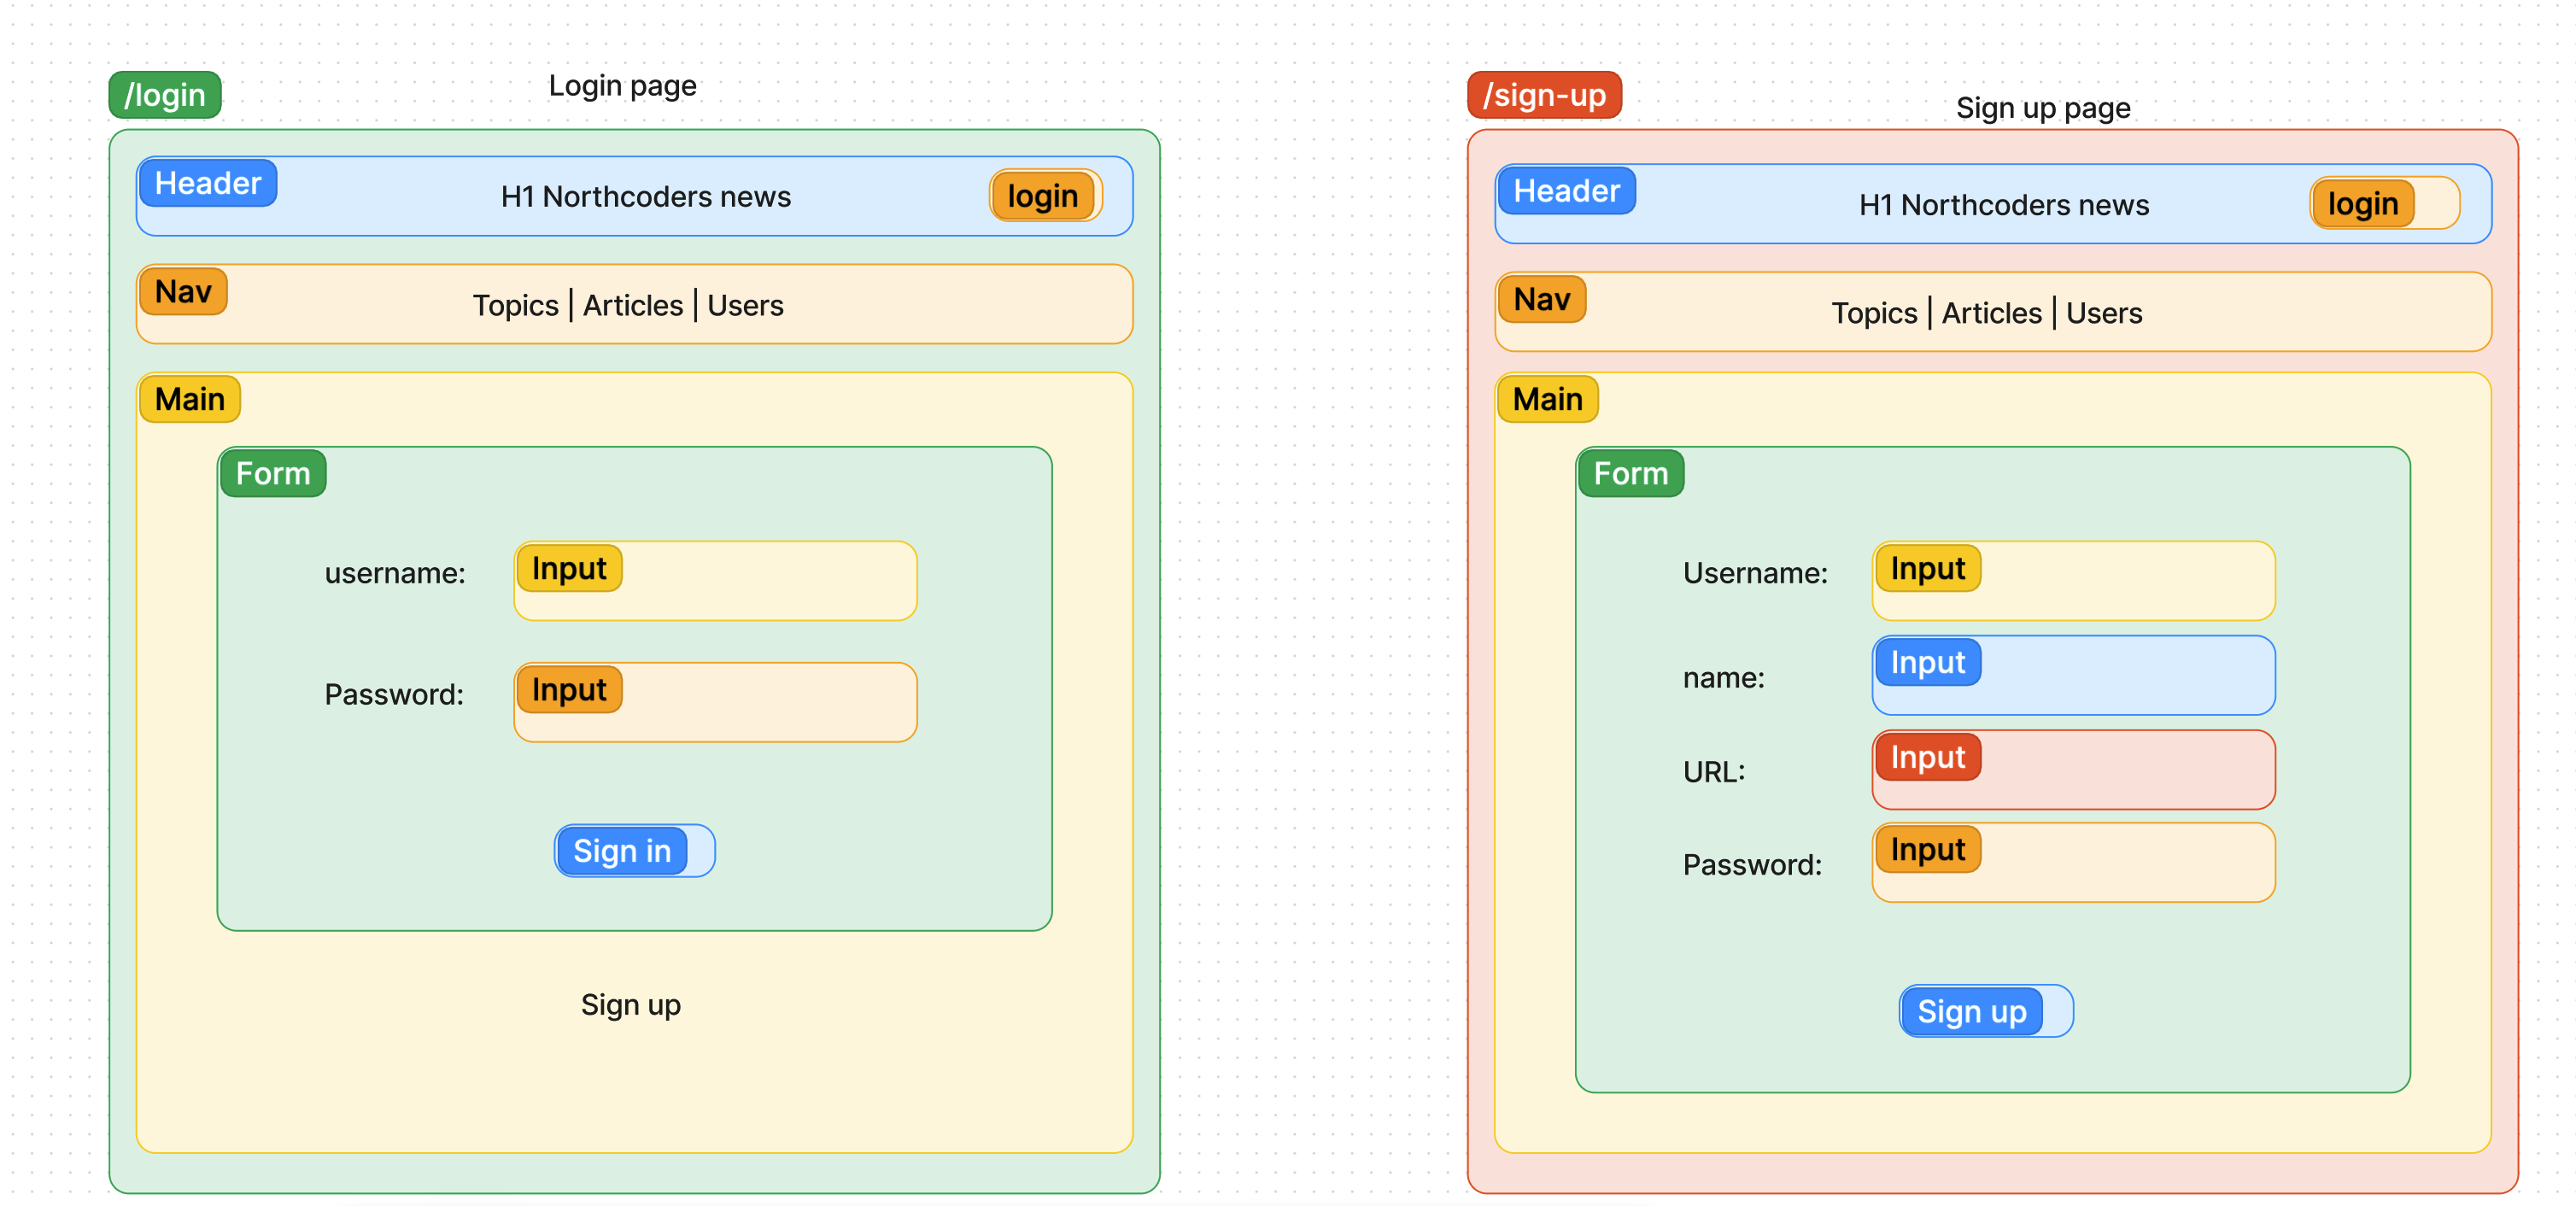 /login
Login page
Header
H1 Northcoders news
login
Nav
Topics | Articles | Users
Main
Form
username:
Input
Password:
Input
Sign in
Sign up
/sign-up
Sign up page
Header
H1 Northcoders news
login
Nav
Topics | Articles | Users
Main
Form
Username:
Input
name:
Input
URL:
Input
Password:
Input
Sign up